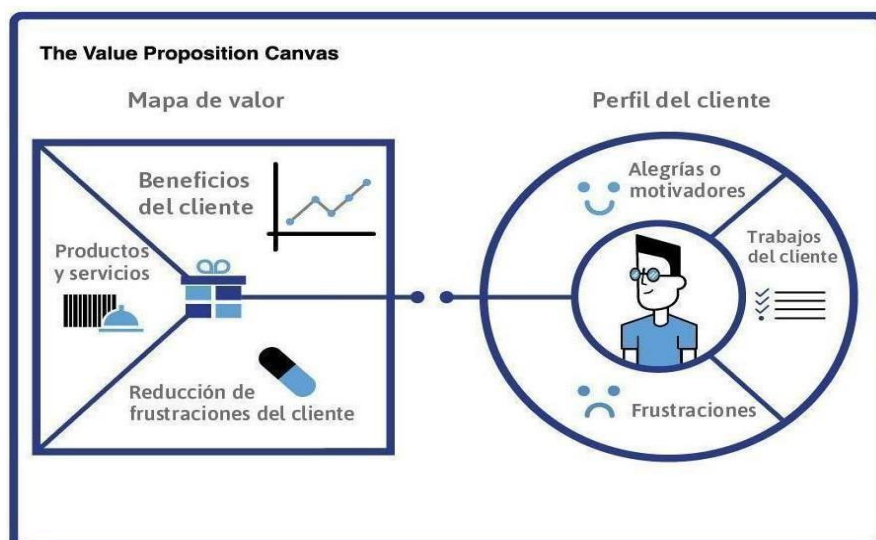 The Value Proposition Canvas
Mapa de valor
Beneficios
del cliente
Productos
y servicios
Reducción de
frustraciones del cliente
Perfil del cliente
Alegrías o
motivadores
Trabajos
del cliente
Frustraciones